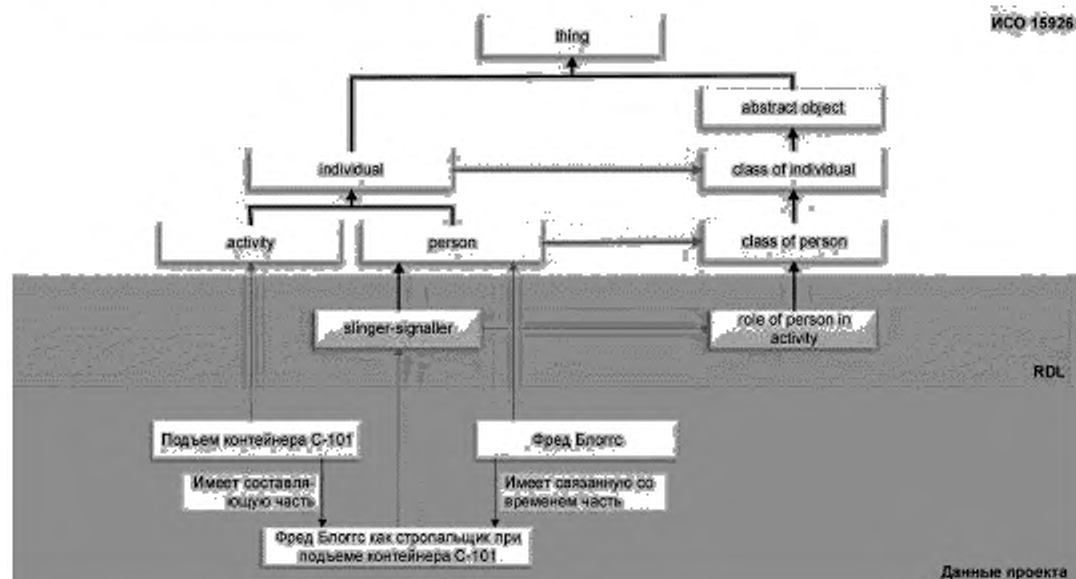 ИСО 15926
thing
abstract object
individual
class of individual
activity
person
class of person
slinger-signaller
role of person in
activity
RDL
Подъем контейнера С-101
Фред Блоггс
Имеет составля-
ющую часть
Имеет связанную со
временем часть
Фред Блоггс как стропальщик при
подъеме контейнера С-101
Данные проекта